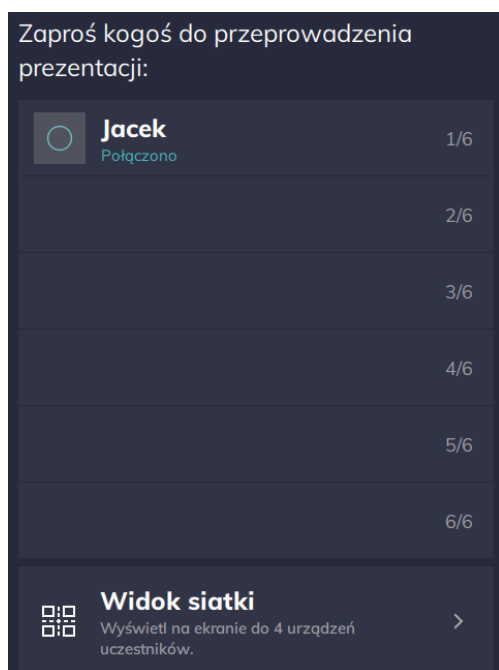 Zaproś kogoś do przeprowadzenia
prezentacji:
Jacek
Połączono
1/6
2/6
3/6
4/6
5/6
6/6
Widok siatki
Wyświetl na ekranie do 4 urządzeń
uczestników.